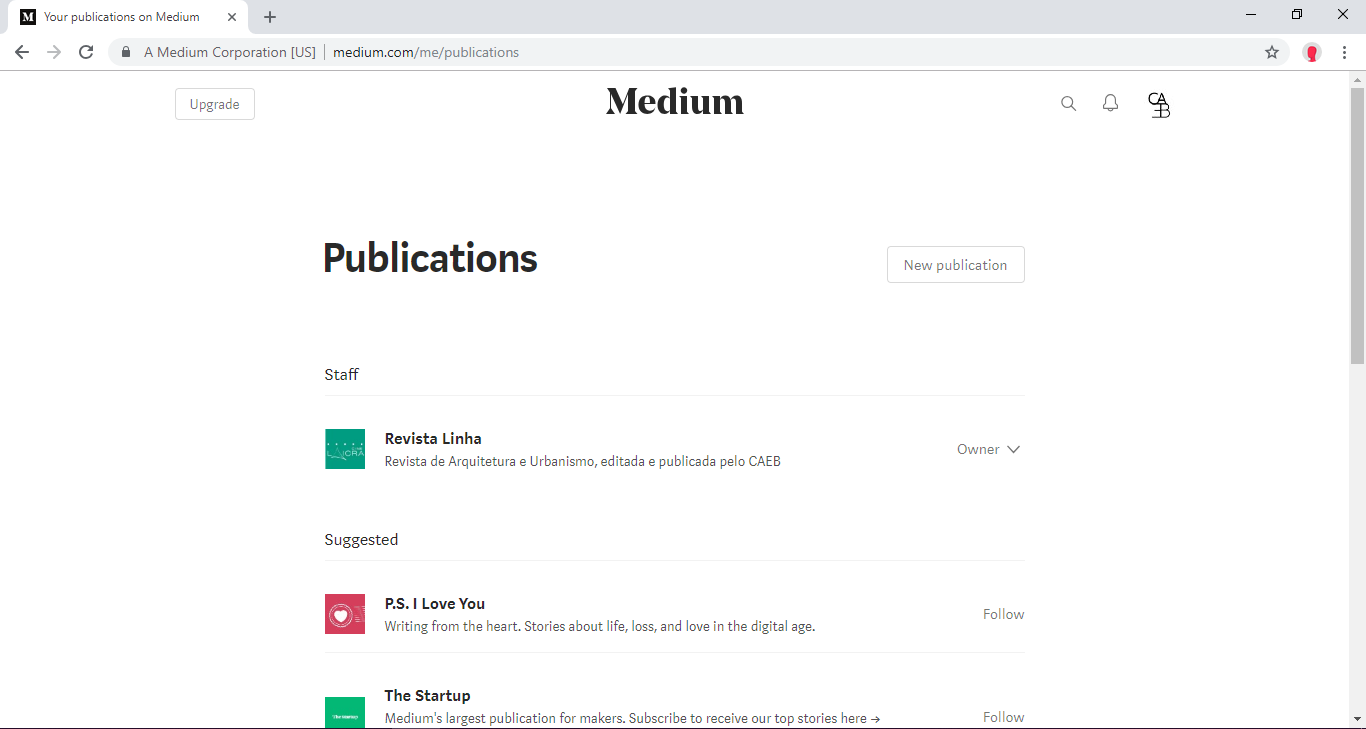 Your publications on Medium
A Medium Corporation [US] medium.com/me/publications
Upgrade
Medium
CAB
Publications
New publication
Staff
Revista Linha
Revista de Arquitetura e Urbanismo, editada e publicada pelo CAEB
Owner
Suggested
P.S. I Love You
Writing from the heart. Stories about life, loss, and love in the digital age.
Follow
The Startup
The Startup
Medium's largest publication for makers. Subscribe to receive our top stories here →
Follow